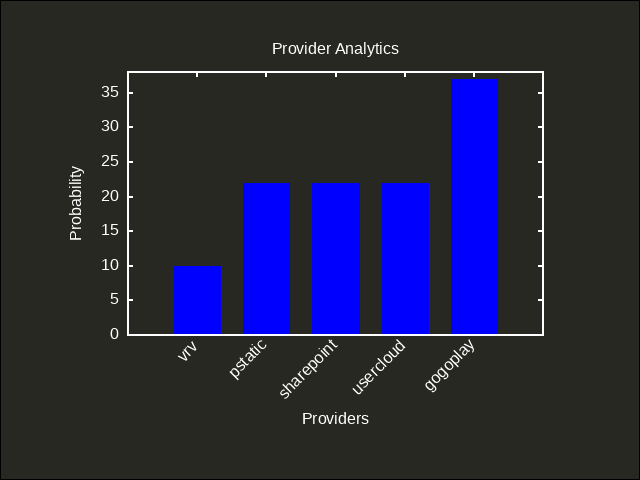 Provider Analytics
35
30
25
20
15
10
5
0
Probability
vrv
pstatic
sharepoint
usercloud
gogoplay
Providers